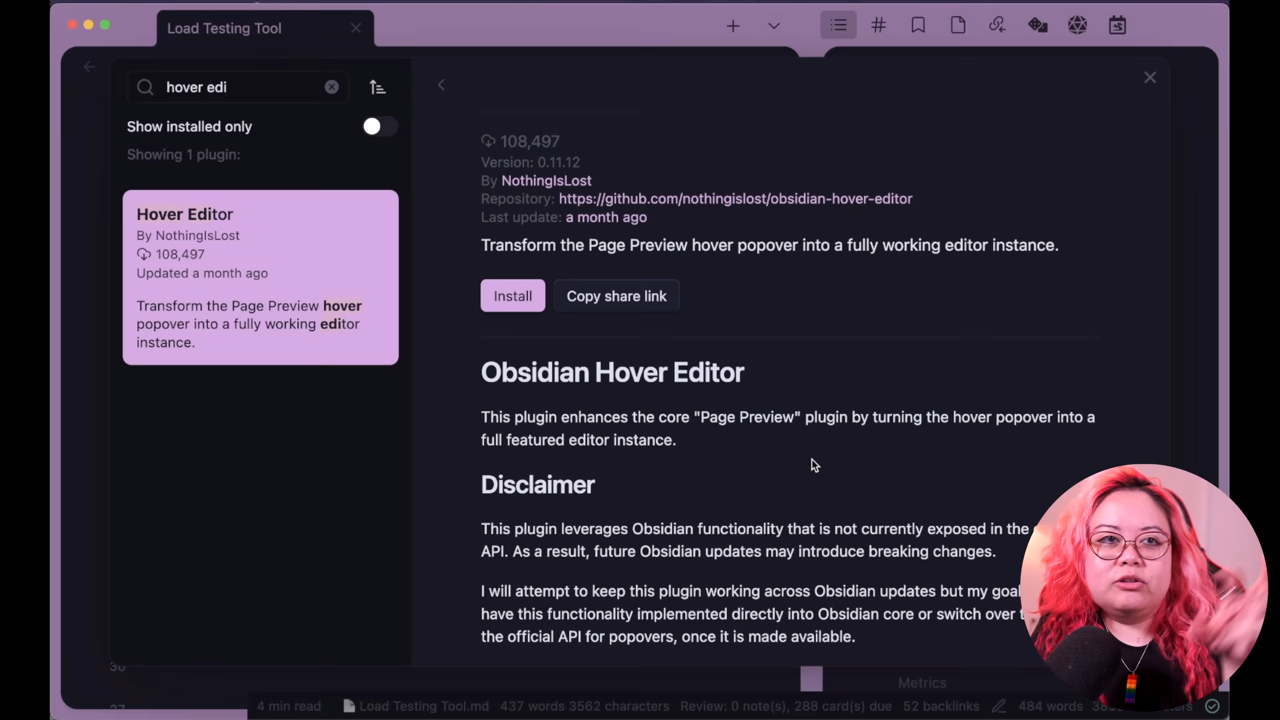 Load Testing Tool
hover edi
Show installed only
Showing 1 plugin:
Hover Editor
By NothingIsLost
108,497
Updated a month ago
Transform the Page Preview hover
popover into a fully working editor
instance.
108,497
Version: 0.11.12
By NothingIsLost
Repository: https://github.com/nothingislost/obsidian-hover-editor
Last update: a month ago
Transform the Page Preview hover popover into a fully working editor instance.
Install
Copy share link
Obsidian Hover Editor
This plugin enhances the core "Page Preview" plugin by turning the hover popover into a
full featured editor instance.
Disclaimer
This plugin leverages Obsidian functionality that is not currently exposed in the
API. As a result, future Obsidian updates may introduce breaking changes.
I will attempt to keep this plugin working across Obsidian updates but my goal
have this functionality implemented directly into Obsidian core or switch over
the official API for popovers, once it is made available.
Metrics
4 min read Load Testing Tool.md 437 words 3562 characters Review: 0 note(s), 288 card(s) due 52 backlinks 484 words